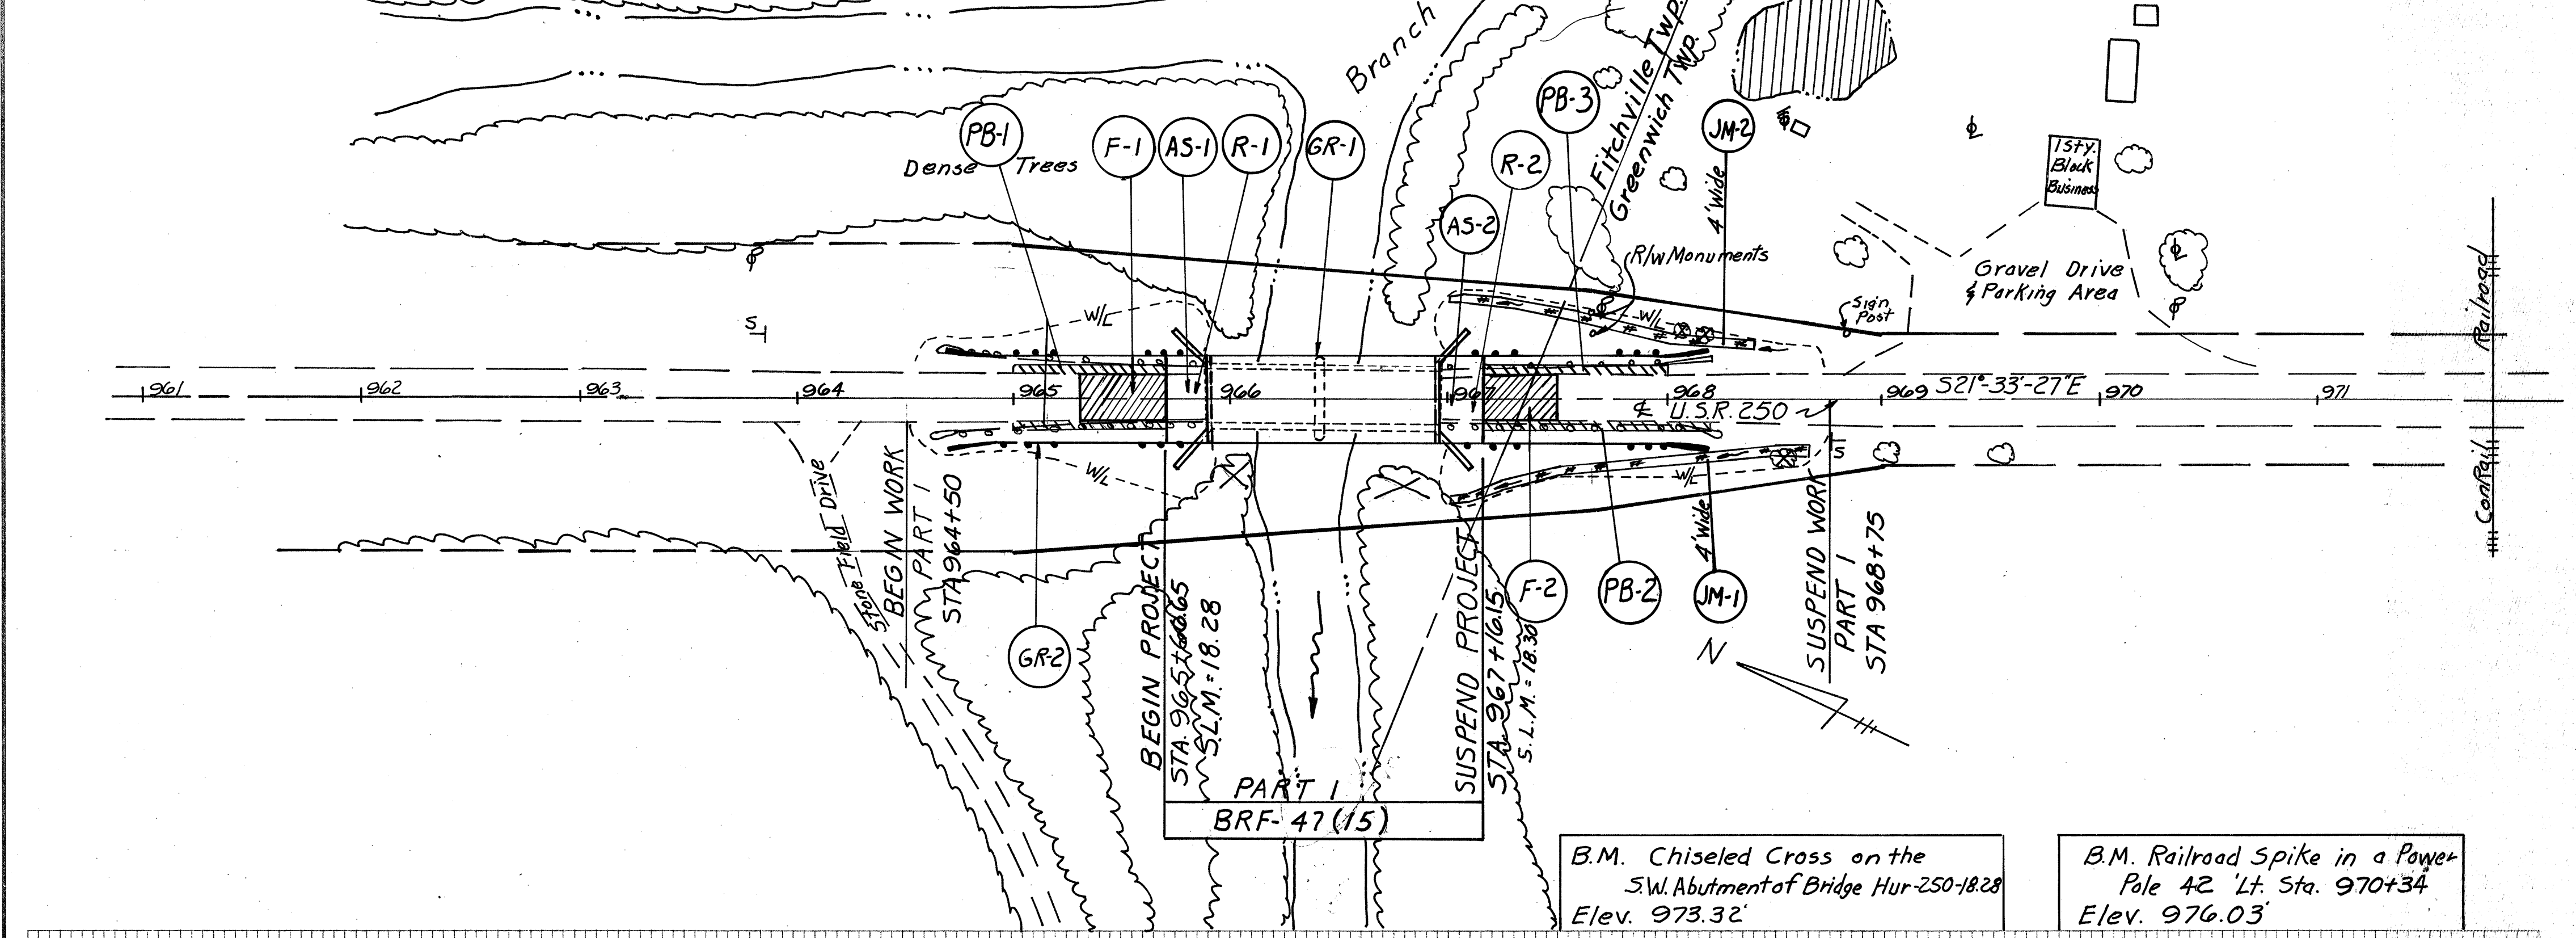 Branch
Fitchville Twp.
Greenwich TWP.
PB-1
F-1
AS-1
R-1
GR-1
R-2
PB-3
JM-2
AS-2
Dense Trees
4' Wide
1 Sty.
Block
Business
R/W Monuments
Gravel Drive
& Parking Area
Sign
Post
Railroad
W/L
W/L
S
961
962
963
964
965
966
967
968
969
S21°-33'-27"E
970
971
℄ U.S.R. 250
W/L
W/L
S
ConRail
Stone Field Drive
BEGIN WORK
PART 1
STA 964+50
GR-2
BEGIN PROJECT
S.L.M. = 18.28
SUSPEND PROJECT
STA. 967+16.15
S.L.M. = 18.30
F-2
PB-2
JM-1
4' Wide
SUSPEND WORK
PART 1
STA 968+75
N
PART 1
BRF-47(15)
B.M. Chiseled Cross on the
S.W. Abutment of Bridge Hur-250-18.28
Elev. 973.32'
B.M. Railroad Spike in a Power
Pole 42 'Lt. Sta. 970+34
Elev. 976.03'